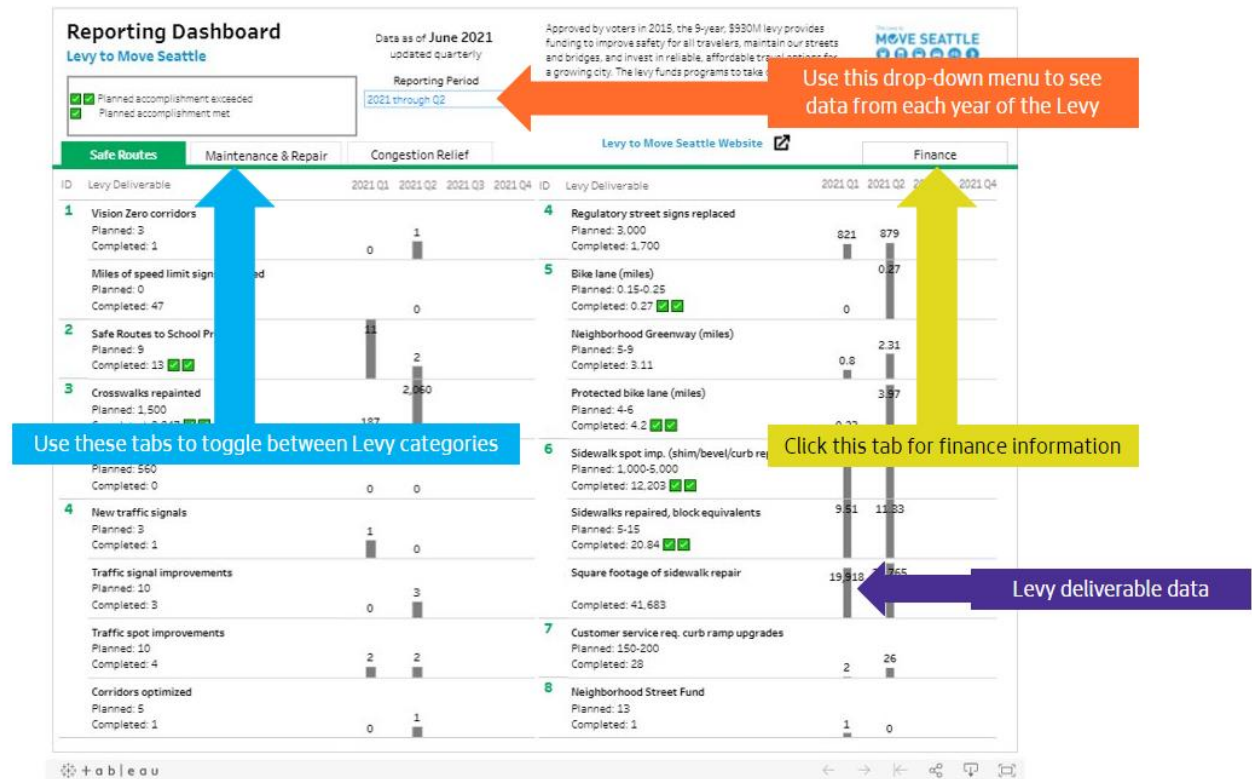 Reporting Dashboard
Levy to Move Seattle
Planned accomplishment exceeded
Planned accomplishment met
Data as of June 2021
updated quarterly
Reporting Period
2021 through Q2
Approved by voters in 2015, the 9-year, $930M levy provides
funding to improve safety for all travelers, maintain our streets
and bridges, and invest in reliable, affordable travel options for
a growing city. The levy funds programs to take
MOVE SEATTLE
Use this drop-down menu to see
data from each year of the Levy
Levy to Move Seattle Website
Safe Routes Maintenance & Repair Congestion Relief Finance
ID Levy Deliverable 2021 Q1 2021 Q2 2021 Q3 2021 Q4
1 Vision Zero corridors
Planned: 3
Completed: 1
0 1
Miles of speed limit
Planned: 0
Completed: 47
0
2 Safe Routes to School
Planned: 9
Completed: 13
11 2
3 Crosswalks repainted
Planned: 1,500
187 2,060
Planned: 560
Completed: 0
0 0
4 New traffic signals
Planned: 3
Completed: 1
1 0
Traffic signal improvements
Planned: 10
Completed: 3
0 3
Traffic spot improvements
Planned: 10
Completed: 4
2 2
Corridors optimized
Planned: 5
Completed: 1
0 1
ID Levy Deliverable 2021 Q1 2021 Q2 2021 Q4
4 Regulatory street signs replaced
Planned: 3,000
Completed: 1,700
821 879
5 Bike lane (miles)
Planned: 0.15-0.25
Completed: 0.27
0 0.27
Neighborhood Greenway (miles)
Planned: 5-9
Completed: 3.11
0.8 2.31
Protected bike lane (miles)
Planned: 4-6
Completed: 4.2
3.97
6 Sidewalk spot imp. (shim/bevel/curb
Planned: 1,000-5,000
Completed: 12,203
Sidewalks repaired, block equivalents
Planned: 5-15
Completed: 20.84
9.51 11.33
Square footage of sidewalk repair
Completed: 41,683
19,918
7 Customer service req. curb ramp upgrades
Planned: 150-200
Completed: 28
2 26
8 Neighborhood Street Fund
Planned: 13
Completed: 1
1 0
Use these tabs to toggle between Levy categories
Click this tab for finance information
Levy deliverable data
+ableau